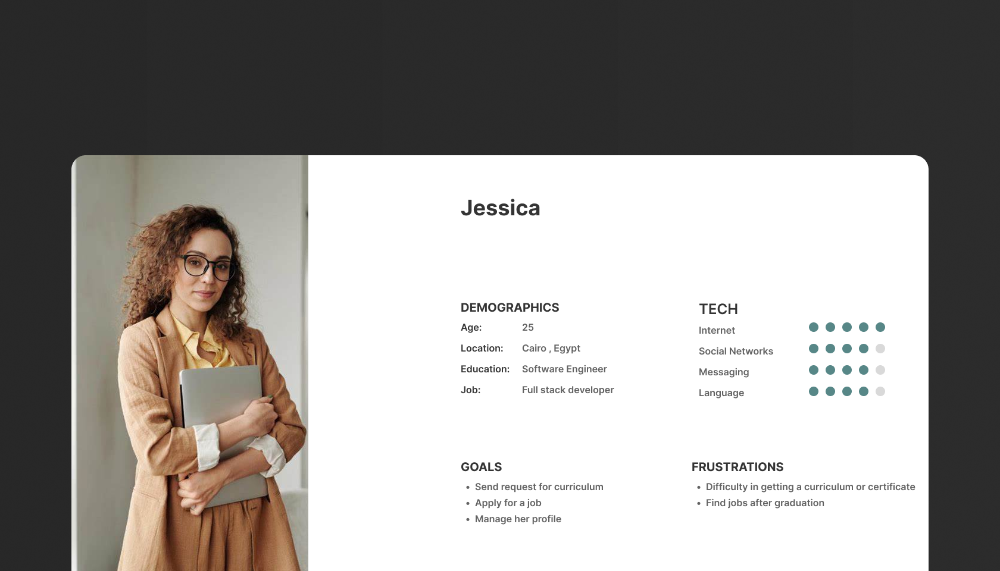 Jessica
DEMOGRAPHICS
Age: 25
Location: Cairo , Egypt
Education: Software Engineer
Job: Full stack developer
TECH
Internet
Social Networks
Messaging
Language
GOALS
• Send request for curriculum
• Apply for a job
• Manage her profile
FRUSTRATIONS
• Difficulty in getting a curriculum or certificate
• Find jobs after graduation